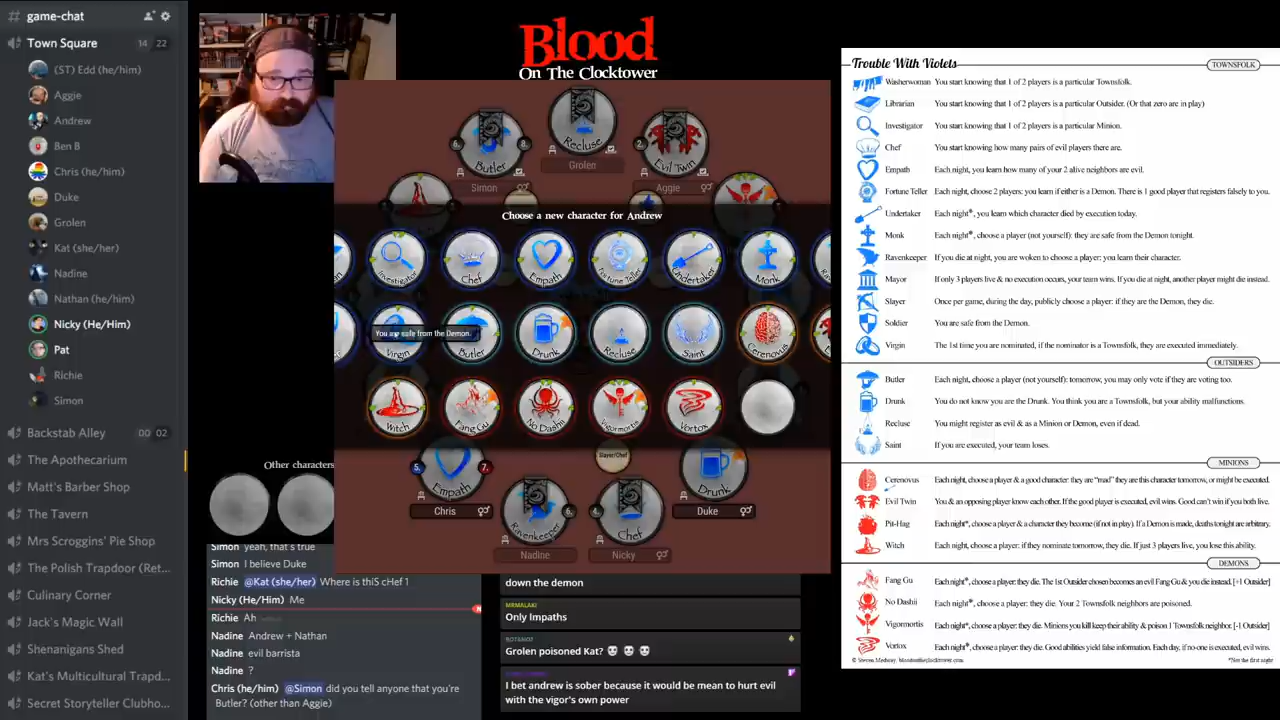 # game-chat
Town Square 14 22
(ST) Edd (he/him)
Aggie
Andrew
Ben B
Chris (he/him)
Duke
Grolen
Kat (she/her)
Nadine
Nathan (he/him)
Nicky (He/Him)
Pat
Richie
Simon
Backstab Alley 00 02
The Apothecarium
Matt's Barber Shop
The Tavern
Mrs Scroggins' Pie Shop
The Polish Trapdoor (Ret...
Culinary Corner
Jack's Magic Wall
Shenanigans Shed
Kat's Multicultural Trapd...
Secret Storyteller Clubho...
Blood
On The Clocktower
Butler
Recluse
Evil Twin
Simon
Grolen
Aggie
Choose a new character for Andrew
Investigator
Chef
Empath
Fortune Teller
Undertaker
Monk
You are safe from the Demon.
Virgin
Butler
Drunk
Recluse
Saint
Cerenovus
Witch
Fang Gu
No Dashii
Vigormortis
Vortox
Other characters
Empath
Slayer/Chef
Drunk
Chris
Duke
Ravenkeeper
Chef
Nadine
Nicky
Simon yeah, that's true
Simon I believe Duke
Richie @Kat (she/her) Where is thiS cHef 1
Nicky (He/Him) Me
Richie Ah
Nadine Andrew + Nathan
Nadine evil barrista
Nadine ?
Chris (he/him) @Simon did you tell anyone that you're
Butler? (other than Aggie)
down the demon
MRMALAKI
Only Impaths
Grolen poisoned Kat?
I bet andrew is sober because it would be mean to hurt evil
with the vigor's own power
Trouble With Violets
TOWNSFOLK
Washerwoman You start knowing that 1 of 2 players is a particular Townsfolk.
Librarian You start knowing that 1 of 2 players is a particular Outsider. (Or that zero are in play)
Investigator You start knowing that 1 of 2 players is a particular Minion.
Chef You start knowing how many pairs of evil players there are.
Empath Each night, you learn how many of your 2 alive neighbors are evil.
Fortune Teller Each night, choose 2 players: you learn if either is a Demon. There is 1 good player that registers falsely to you.
Undertaker Each night*, you learn which character died by execution today.
Monk Each night*, choose a player (not yourself): they are safe from the Demon tonight.
Ravenkeeper If you die at night, you are woken to choose a player: you learn their character.
Mayor If only 3 players live & no execution occurs, your team wins. If you die at night, another player might die instead.
Slayer Once per game, during the day, publicly choose a player: if they are the Demon, they die.
Soldier You are safe from the Demon.
Virgin The 1st time you are nominated, if the nominator is a Townsfolk, they are executed immediately.
OUTSIDERS
Butler Each night, choose a player (not yourself): tomorrow, you may only vote if they are voting too.
Drunk You do not know you are the Drunk. You think you are a Townsfolk, but your ability malfunctions.
Recluse You might register as evil & as a Minion or Demon, even if dead.
Saint If you are executed, your team loses.
MINIONS
Cerenovus Each night, choose a player & a good character: they are "mad" they are this character tomorrow, or might be executed.
Evil Twin You & an opposing player know each other. If the good player is executed, evil wins. Good can't win if you both live.
Pit-Hag Each night*, choose a player & a character they become (if not in play). If a Demon is made, deaths tonight are arbitrary.
Witch Each night, choose a player: if they nominate tomorrow, they die. If just 3 players live, you lose this ability.
DEMONS
Fang Gu Each night*, choose a player: they die. The 1st Outsider chosen becomes an evil Fang Gu & you die instead. [+1 Outsider]
No Dashii Each night*, choose a player: they die. Your 2 Townsfolk neighbors are poisoned.
Vigormortis Each night*, choose a player: they die. Minions you kill keep their ability & poison 1 Townsfolk neighbor. [-1 Outsider]
Vortox Each night*, choose a player: they die. Good abilities yield false information. Each day, if no-one is executed, evil wins.
© Steven Medway, bloodontheclocktower.com
*Not the first night